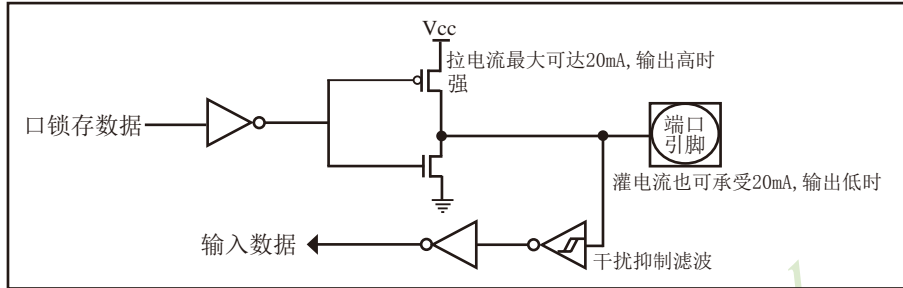 Vcc
拉电流最大可达20mA,输出高时
强
口锁存数据
端口
引脚
灌电流也可承受20mA,输出低时
输入数据
干扰抑制滤波